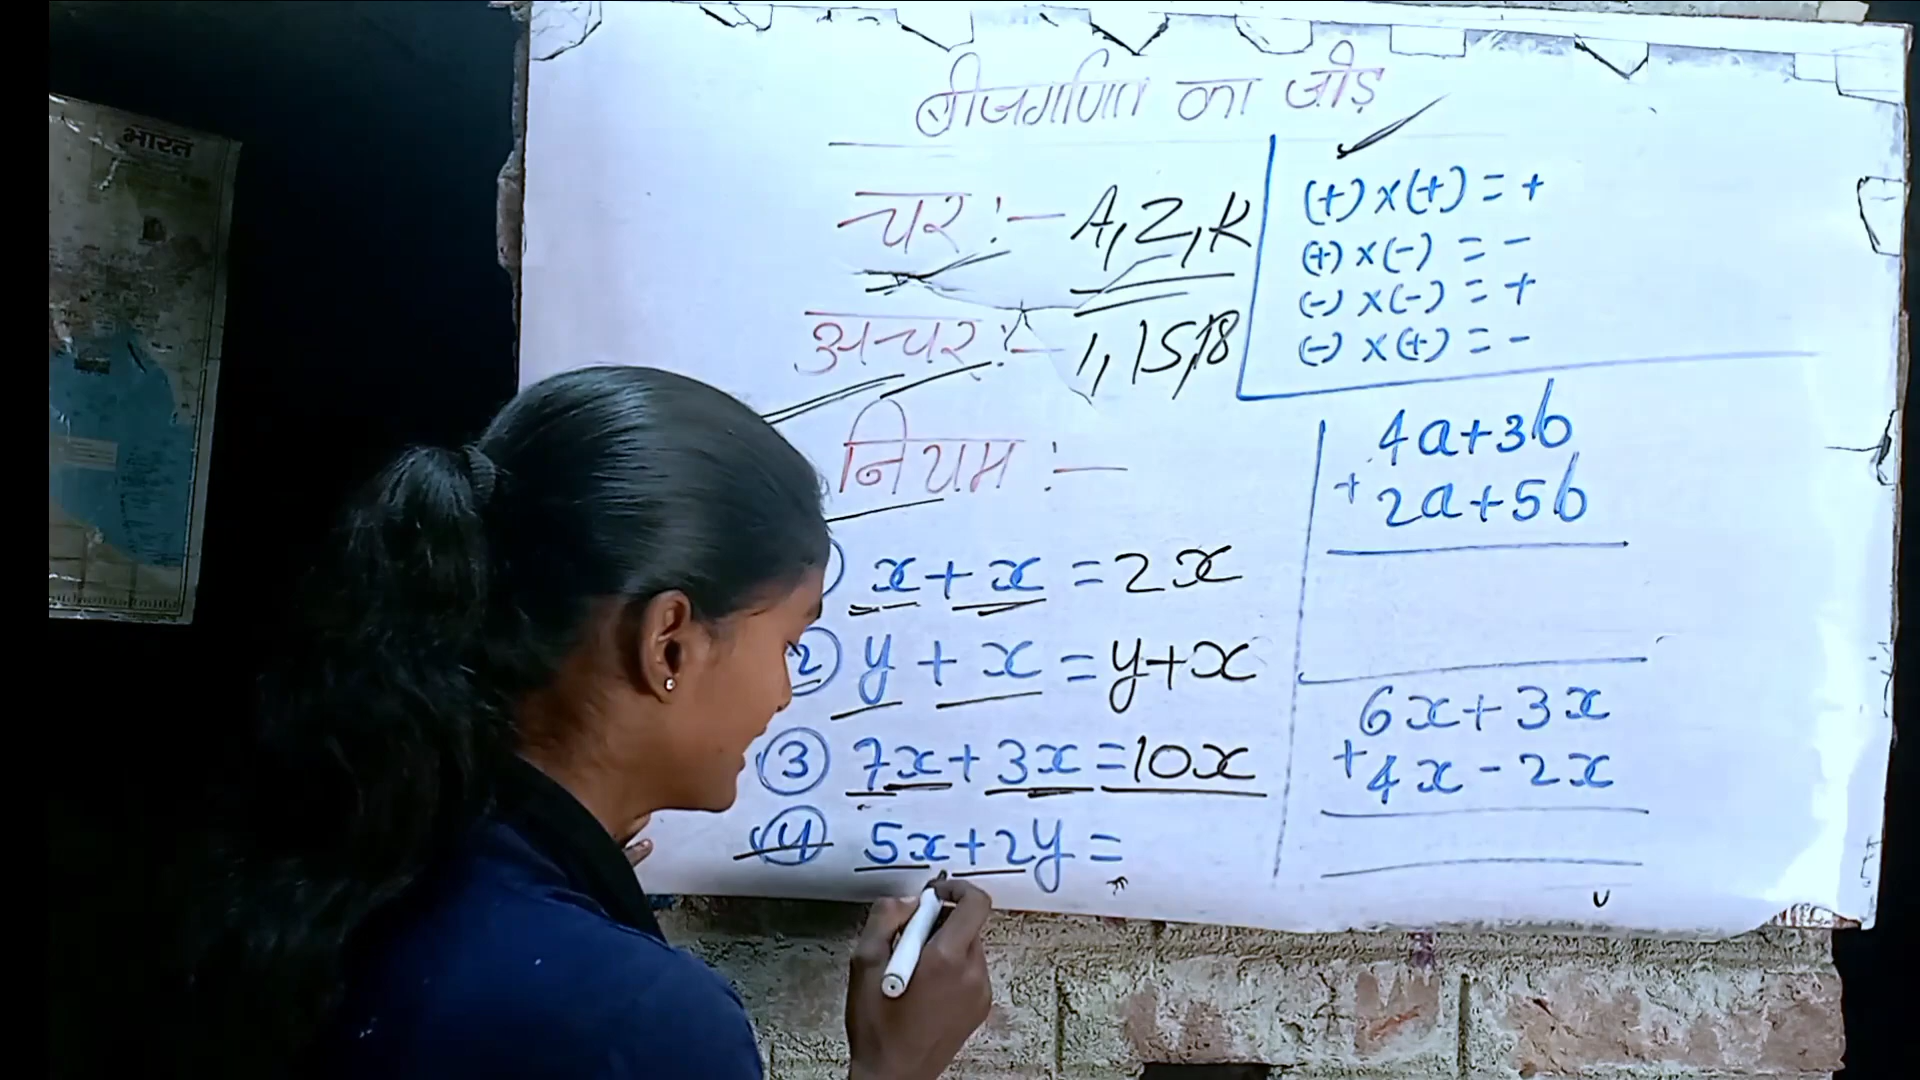 भारत
बीजगणित का जोड़
चर :- A, Z, K
अचर :- 1, 15, 18
नियम :-
x + x = 2x
2) y + x = y + x
3 7x + 3x = 10x
4 5x + 2y =
(+) x (+) = +
(+) x (-) = -
(-) x (-) = +
(-) x (+) = -
4a + 3b
+ 2a + 5b
6x + 3x
+ 4x - 2x